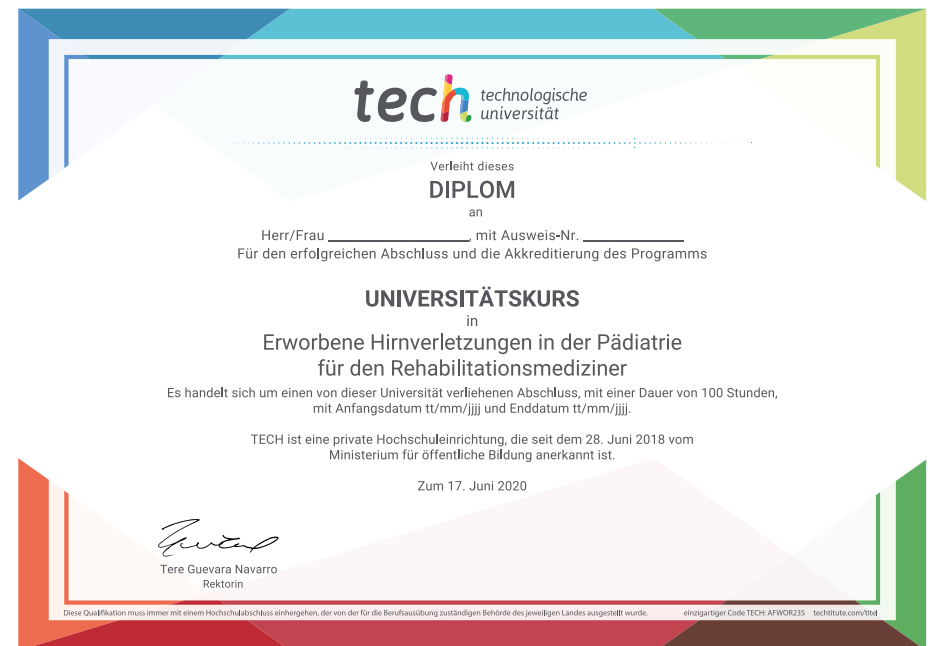 tech technologische
universität
Verleiht dieses
DIPLOM
an
Herr/Frau ____________________, mit Ausweis-Nr. ______________
Für den erfolgreichen Abschluss und die Akkreditierung des Programms
UNIVERSITÄTSKURS
in
Erworbene Hirnverletzungen in der Pädiatrie
für den Rehabilitationsmediziner
Es handelt sich um einen von dieser Universität verliehenen Abschluss, mit einer Dauer von 100 Stunden,
mit Anfangsdatum tt/mm/jjjj und Enddatum tt/mm/jjjj.
TECH ist eine private Hochschuleinrichtung, die seit dem 28. Juni 2018 vom
Ministerium für öffentliche Bildung anerkannt ist.
Zum 17. Juni 2020
Tere Guevara Navarro
Rektorin
Diese Qualifikation muss immer mit einem Hochschulabschluss einhergehen, der von der für die Berufsausübung zuständigen Behörde des jeweiligen Landes ausgestellt wurde. einzigartiger Code TECH: AFWOR235 techtitute.com/titel